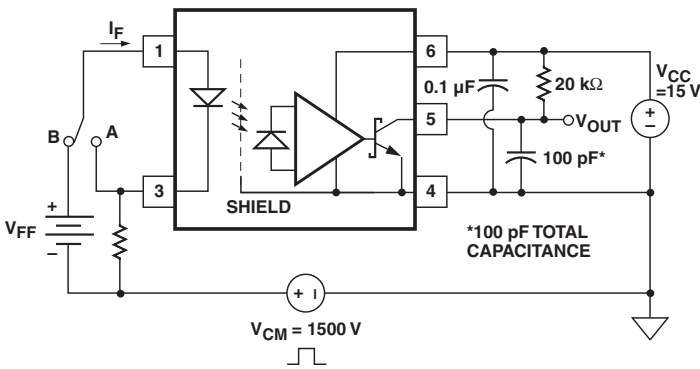 I_F
1
6
0.1 µF
20 kΩ
V_CC
=15 V
+
−
B
A
5
V_OUT
100 pF*
3
4
SHIELD
+
V_FF
−
*100 pF TOTAL
CAPACITANCE
+ −
V_CM = 1500 V